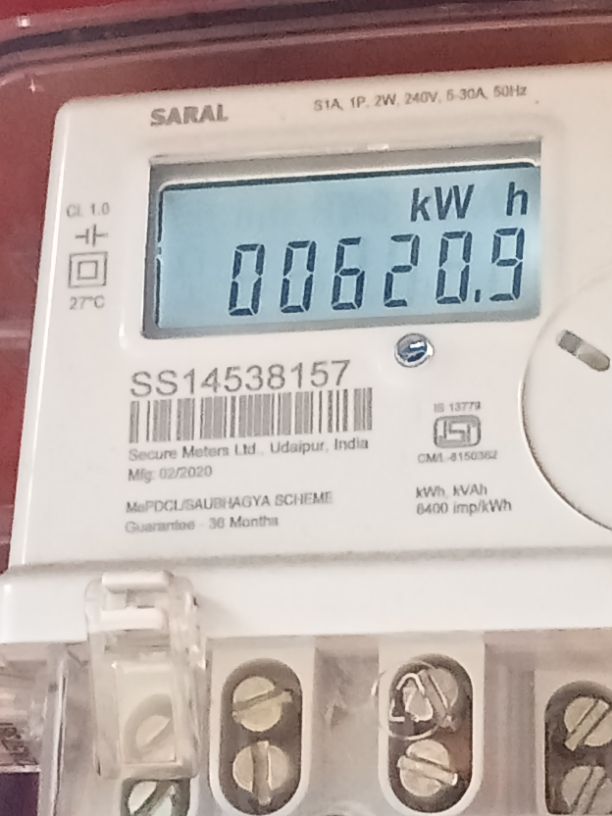 SARAL
S1A, 1P, 2W, 240V, 5-30A, 50Hz
Cl. 1.0
27°C
kW h
00620.9
SS14538157
Secure Meters Ltd., Udaipur, India
Mfg: 02/2020
MePDCL/SAUBHAGYA SCHEME
Guarantee - 36 Months
IS 13779
CM/L-8150362
kWh, kVAh
6400 imp/kWh